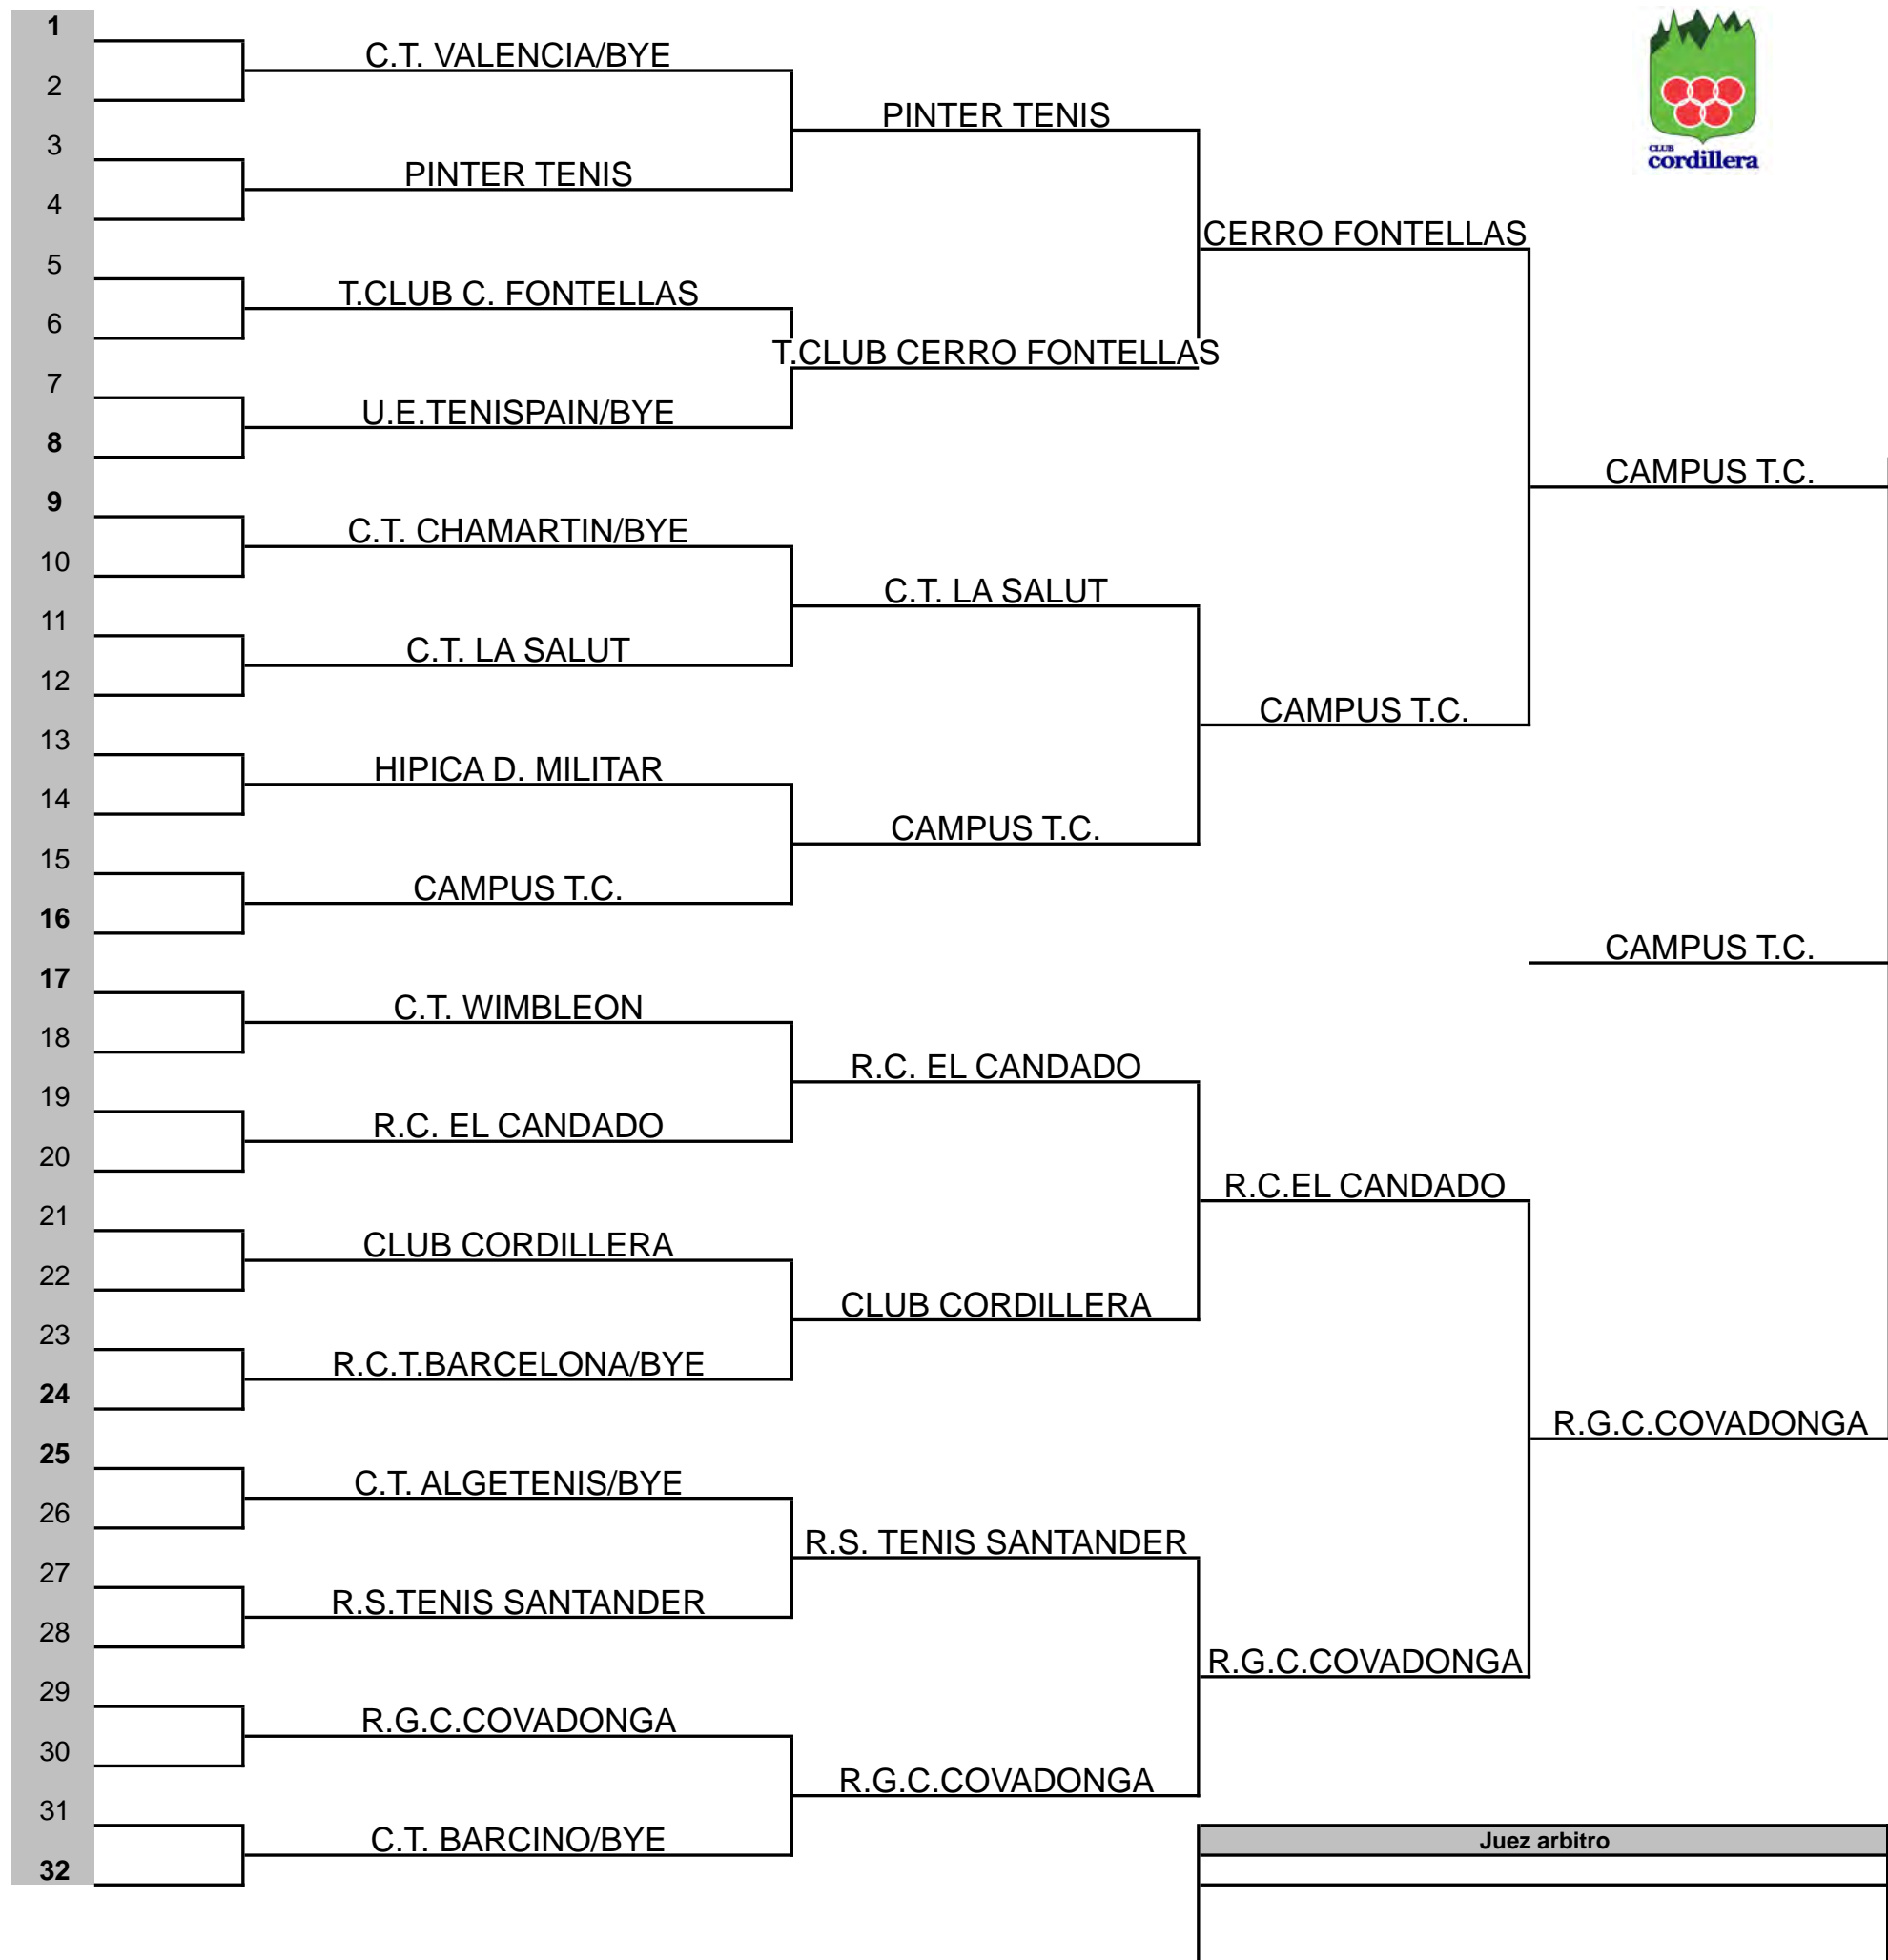 1
C.T. VALENCIA/BYE
2
PINTER TENIS
3
PINTER TENIS
4
CLUB
cordillera
CERRO FONTELLAS
5
T.CLUB C. FONTELLAS
6
T.CLUB CERRO FONTELLAS
7
U.E.TENISPAIN/BYE
8
CAMPUS T.C.
9
C.T. CHAMARTIN/BYE
10
C.T. LA SALUT
11
C.T. LA SALUT
12
CAMPUS T.C.
13
HIPICA D. MILITAR
14
CAMPUS T.C.
15
CAMPUS T.C.
16
CAMPUS T.C.
17
C.T. WIMBLEON
18
R.C. EL CANDADO
19
R.C. EL CANDADO
20
R.C.EL CANDADO
21
CLUB CORDILLERA
22
CLUB CORDILLERA
23
R.C.T.BARCELONA/BYE
24
R.G.C.COVADONGA
25
C.T. ALGETENIS/BYE
26
R.S. TENIS SANTANDER
27
R.S.TENIS SANTANDER
28
R.G.C.COVADONGA
29
R.G.C.COVADONGA
30
R.G.C.COVADONGA
31
C.T. BARCINO/BYE
32
Juez arbitro